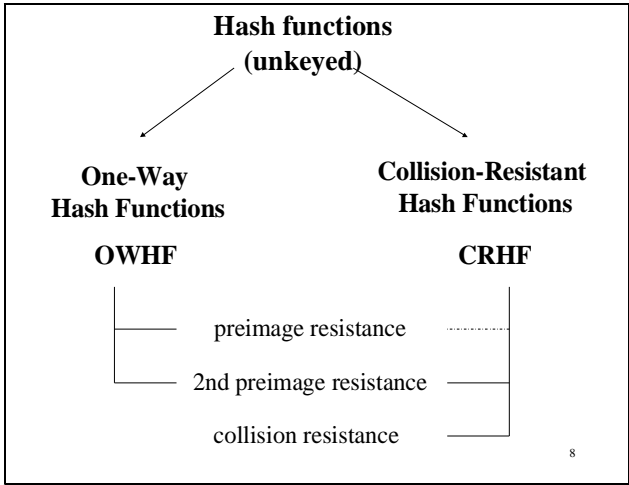 Hash functions
(unkeyed)
One-Way
Hash Functions
OWHF
Collision-Resistant
Hash Functions
CRHF
preimage resistance
2nd preimage resistance
collision resistance
8